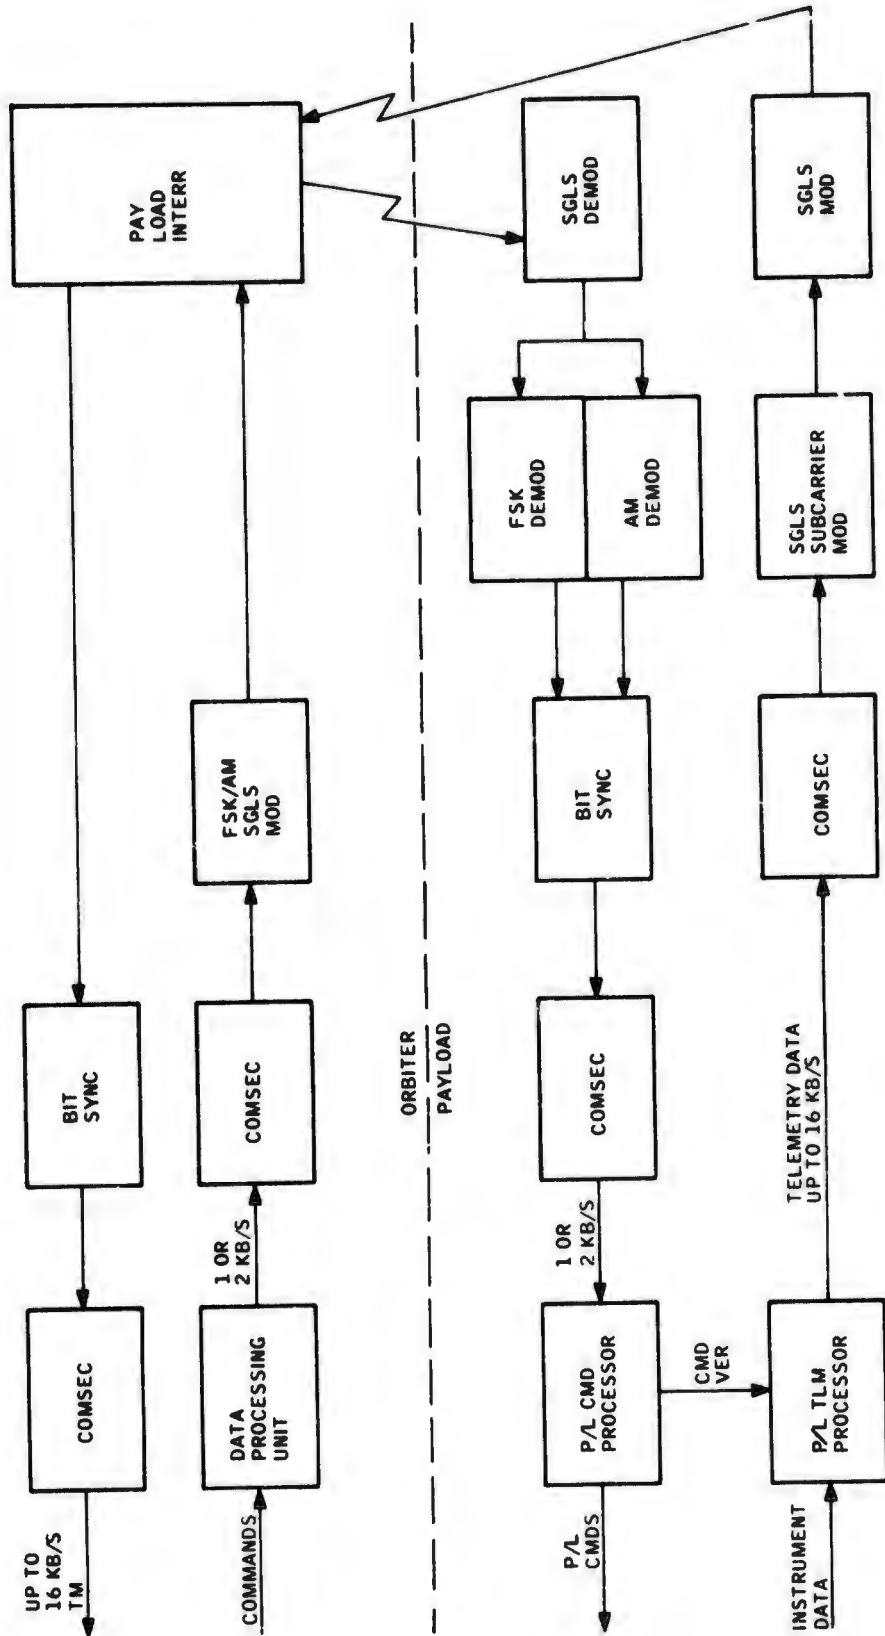 UP TO
16 KB/S
TM
COMSEC
BIT
SYNC
PAY
LOAD
INTERR
COMMANDS
DATA
PROCESSING
UNIT
1 OR
2 KB/S
COMSEC
FSK/AM
SGLS
MOD
ORBITER
PAYLOAD
P/L
CMDS
P/L CMD
PROCESSOR
1 OR
2 KB/S
COMSEC
BIT
SYNC
FSK
DEMOD
AM
DEMOD
SGLS
DEMOD
CMD
VER
INSTRUMENT
DATA
P/L TLM
PROCESSOR
TELEMETRY DATA
UP TO 16 KB/S
COMSEC
SGLS
SUBCARRIER
MOD
SGLS
MOD